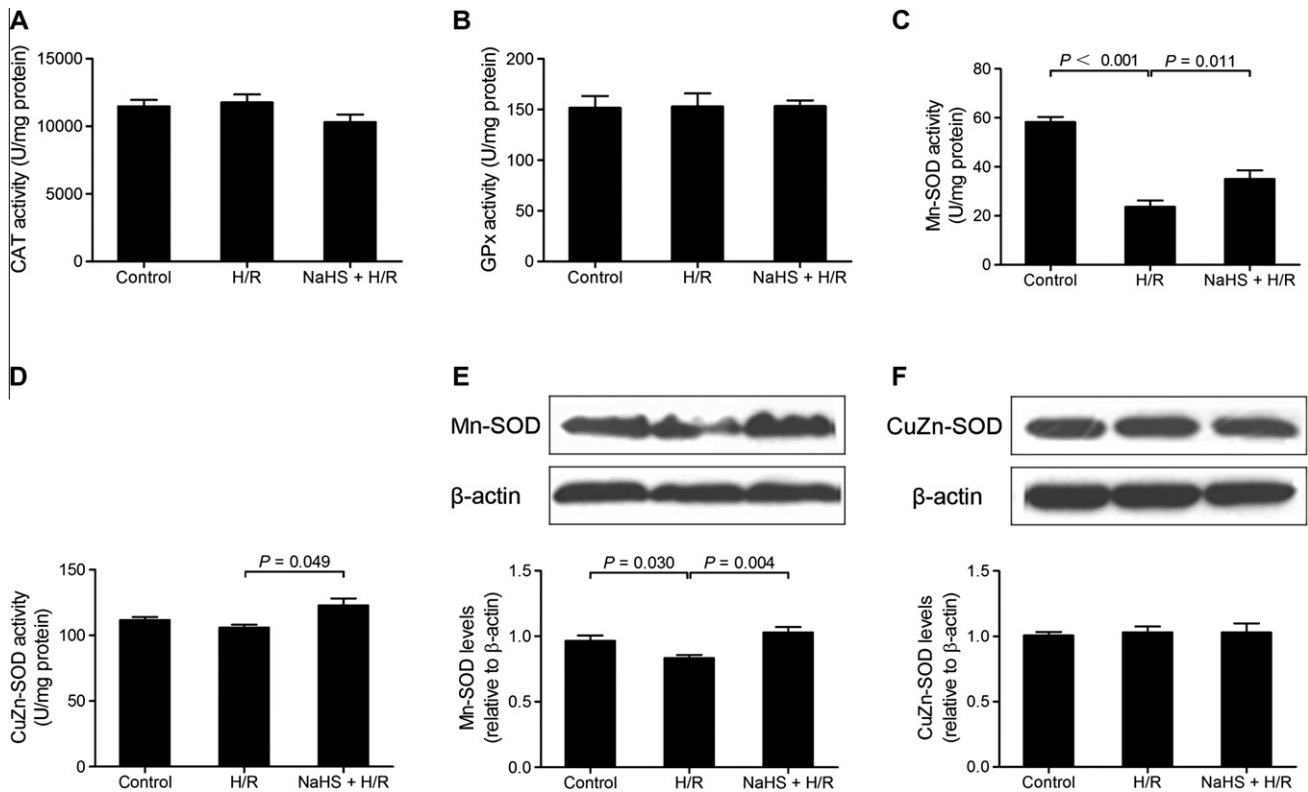 A
CAT activity (U/mg protein)
15000
10000
5000
0
Control H/R NaHS + H/R
B
GPx activity (U/mg protein)
200
150
100
50
0
Control H/R NaHS + H/R
C
Mn-SOD activity
(U/mg protein)
80
60
40
20
0
P < 0.001 P = 0.011
Control H/R NaHS + H/R
D
CuZn-SOD activity
(U/mg protein)
150
100
50
0
P = 0.049
Control H/R NaHS + H/R
E
Mn-SOD
β-actin
Mn-SOD levels
(relative to β-actin)
1.5
1.0
0.5
0.0
P = 0.030 P = 0.004
Control H/R NaHS + H/R
F
CuZn-SOD
β-actin
CuZn-SOD levels
(relative to β-actin)
1.5
1.0
0.5
0.0
Control H/R NaHS + H/R